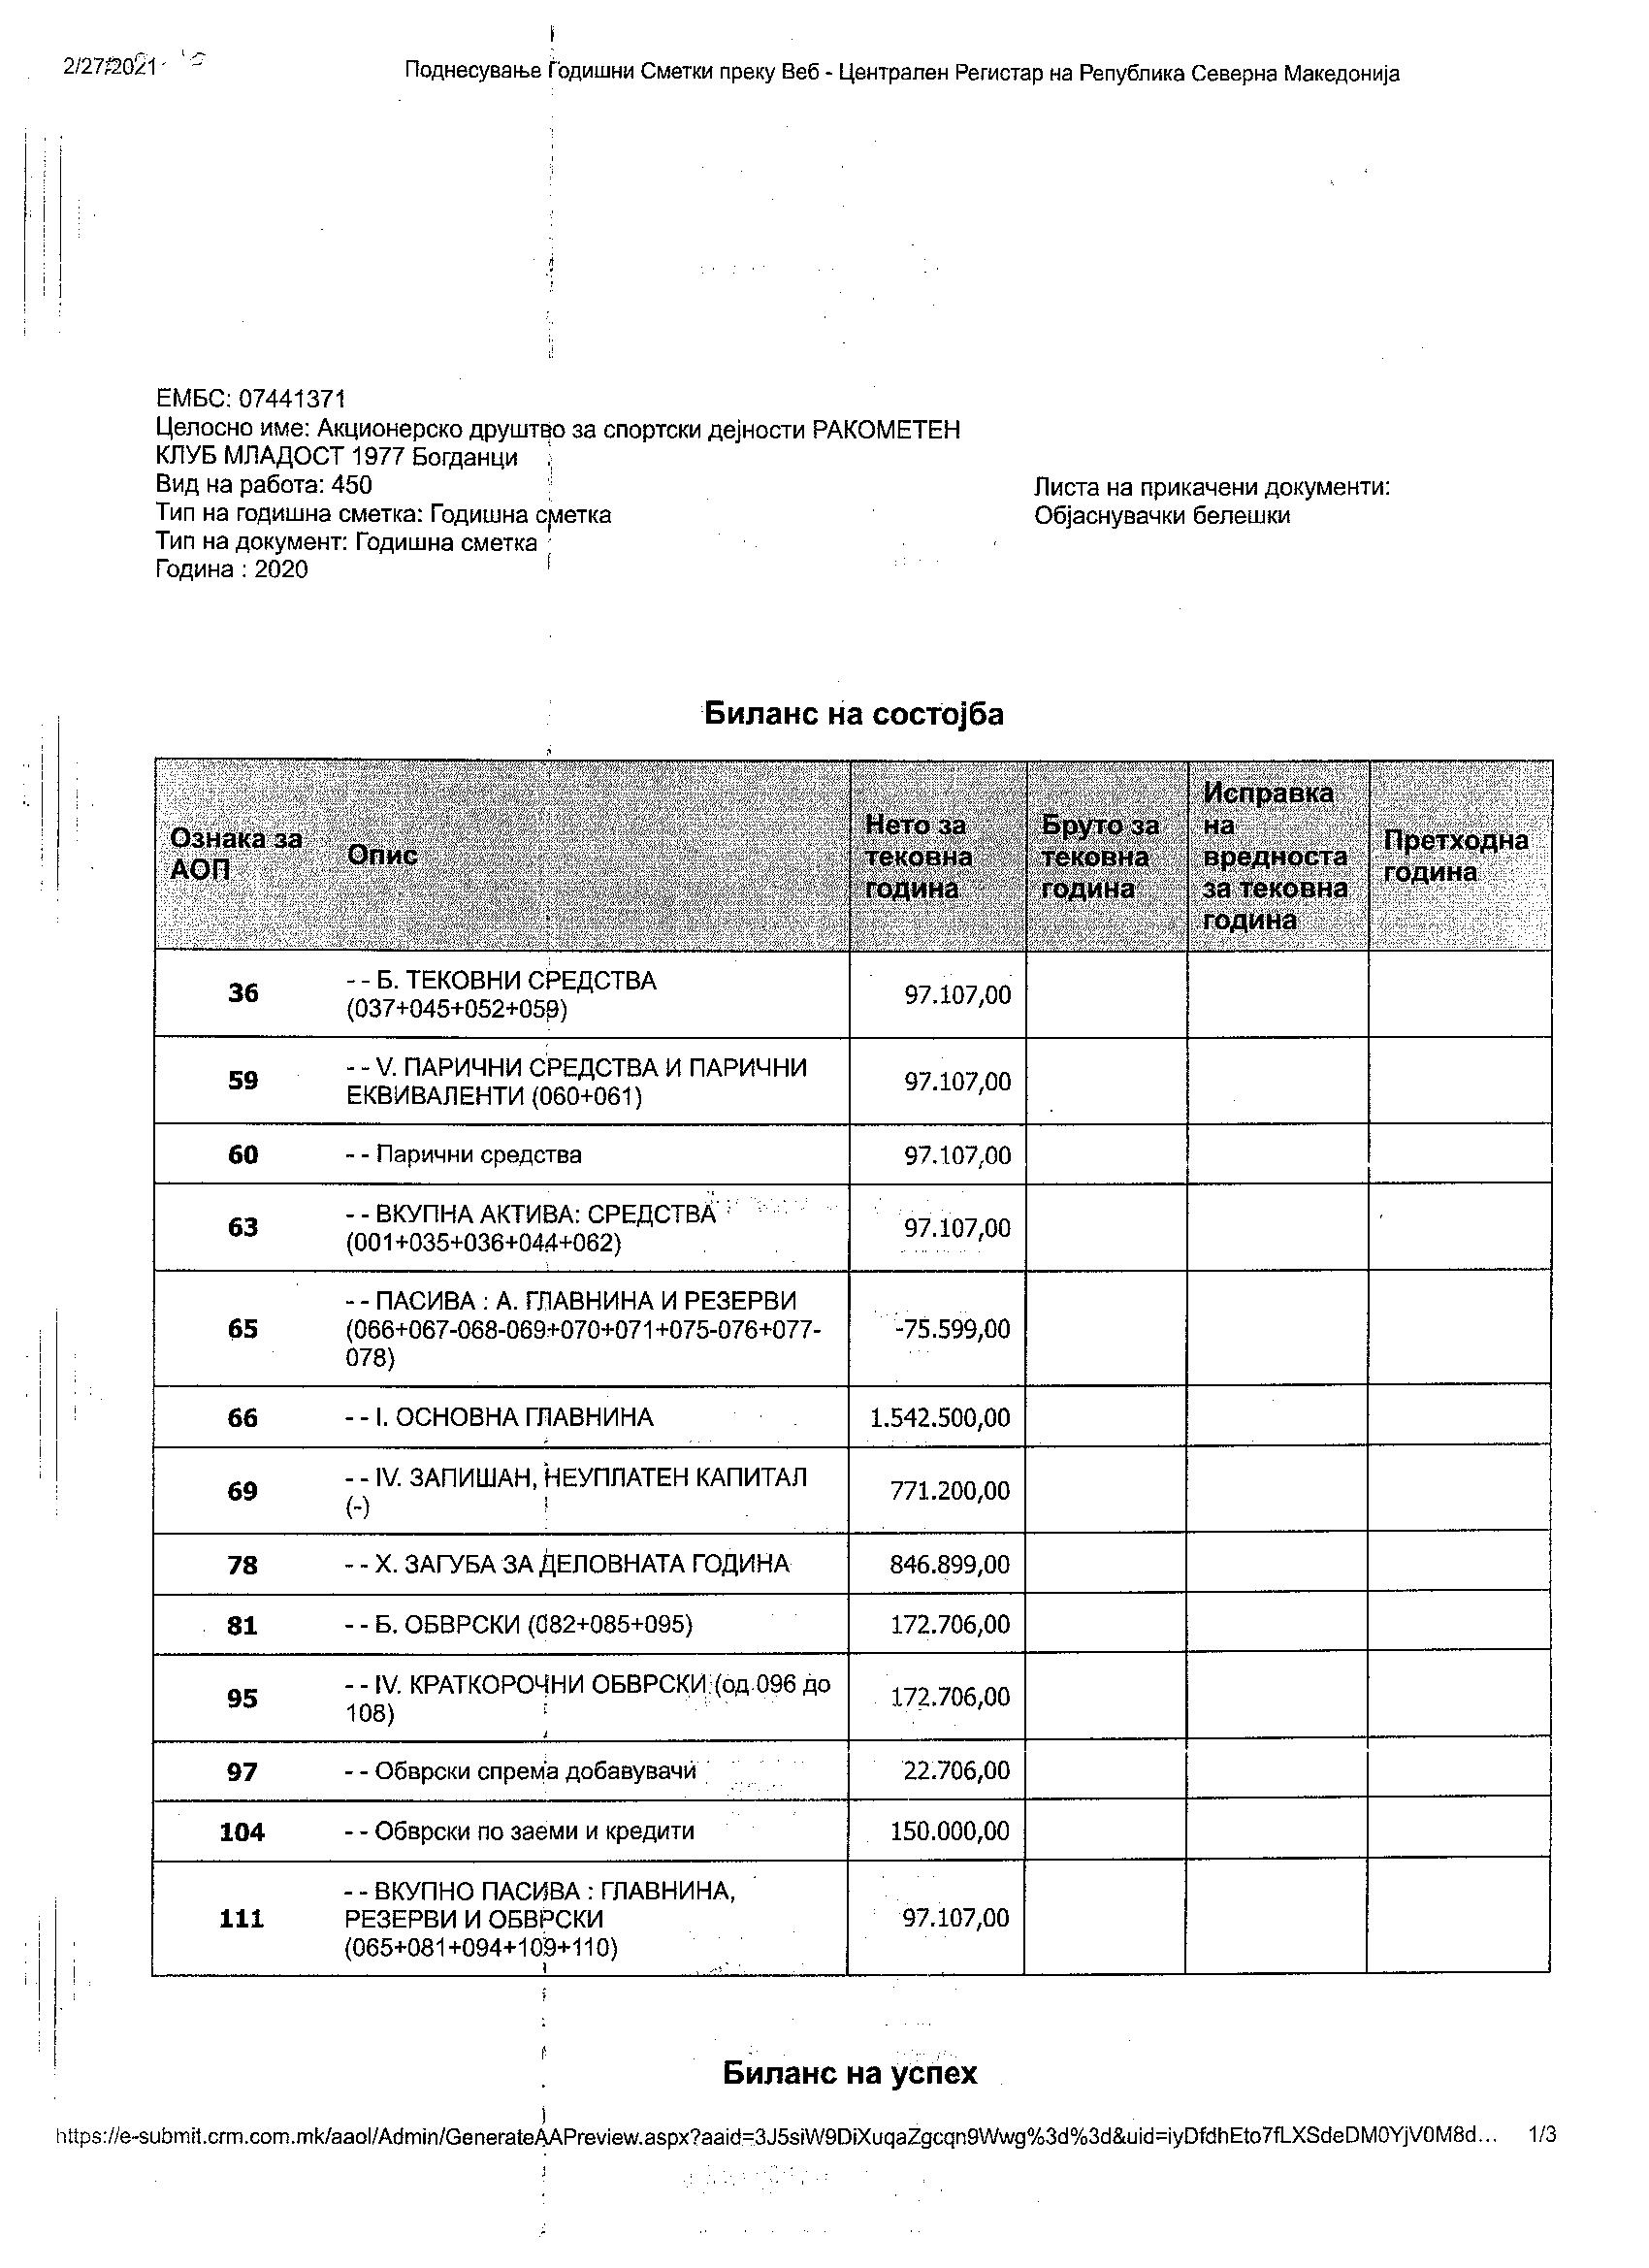 2/27/2021
Поднесување Годишни Сметки преку Веб - Централен Регистар на Република Северна Македонија
ЕМБС: 07441371
Целосно име: Акционерско друштво за спортски дејности РАКОМЕТЕН
КЛУБ МЛАДОСТ 1977 Богданци
Вид на работа: 450
Тип на годишна сметка: Годишна сметка
Тип на документ: Годишна сметка
Година : 2020
Листа на прикачени документи:
Објаснувачки белешки
Биланс на состојба
Ознака за
АОП
Опис
Нето за
тековна
година
Бруто за
тековна
година
Исправка
на
вредноста
за тековна
година
Претходна
година
36
- - Б. ТЕКОВНИ СРЕДСТВА
(037+045+052+059)
97.107,00
59
- - V. ПАРИЧНИ СРЕДСТВА И ПАРИЧНИ
ЕКВИВАЛЕНТИ (060+061)
97.107,00
60
- - Парични средства
97.107,00
63
- - ВКУПНА АКТИВА: СРЕДСТВА
(001+035+036+044+062)
97.107,00
65
- - ПАСИВА : А. ГЛАВНИНА И РЕЗЕРВИ
(066+067-068-069+070+071+075-076+077-
078)
-75.599,00
66
- - I. ОСНОВНА ГЛАВНИНА
1.542.500,00
69
- - IV. ЗАПИШАН, НЕУПЛАТЕН КАПИТАЛ
(-)
771.200,00
78
- - X. ЗАГУБА ЗА ДЕЛОВНАТА ГОДИНА
846.899,00
81
- - Б. ОБВРСКИ (082+085+095)
172.706,00
95
- - IV. КРАТКОРОЧНИ ОБВРСКИ (од 096 до
108)
172.706,00
97
- - Обврски спрема добавувачи
22.706,00
104
- - Обврски по заеми и кредити
150.000,00
111
- - ВКУПНО ПАСИВА : ГЛАВНИНА,
РЕЗЕРВИ И ОБВРСКИ
(065+081+094+109+110)
97.107,00
Биланс на успех
https://e-submit.crm.com.mk/aaol/Admin/GenerateAAPreview.aspx?aaid=3J5siW9DiXuqaZgcqn9Wwg%3d%3d&uid=iyDfdhEto7fLXSdeDM0YjV0M8d...
1/3